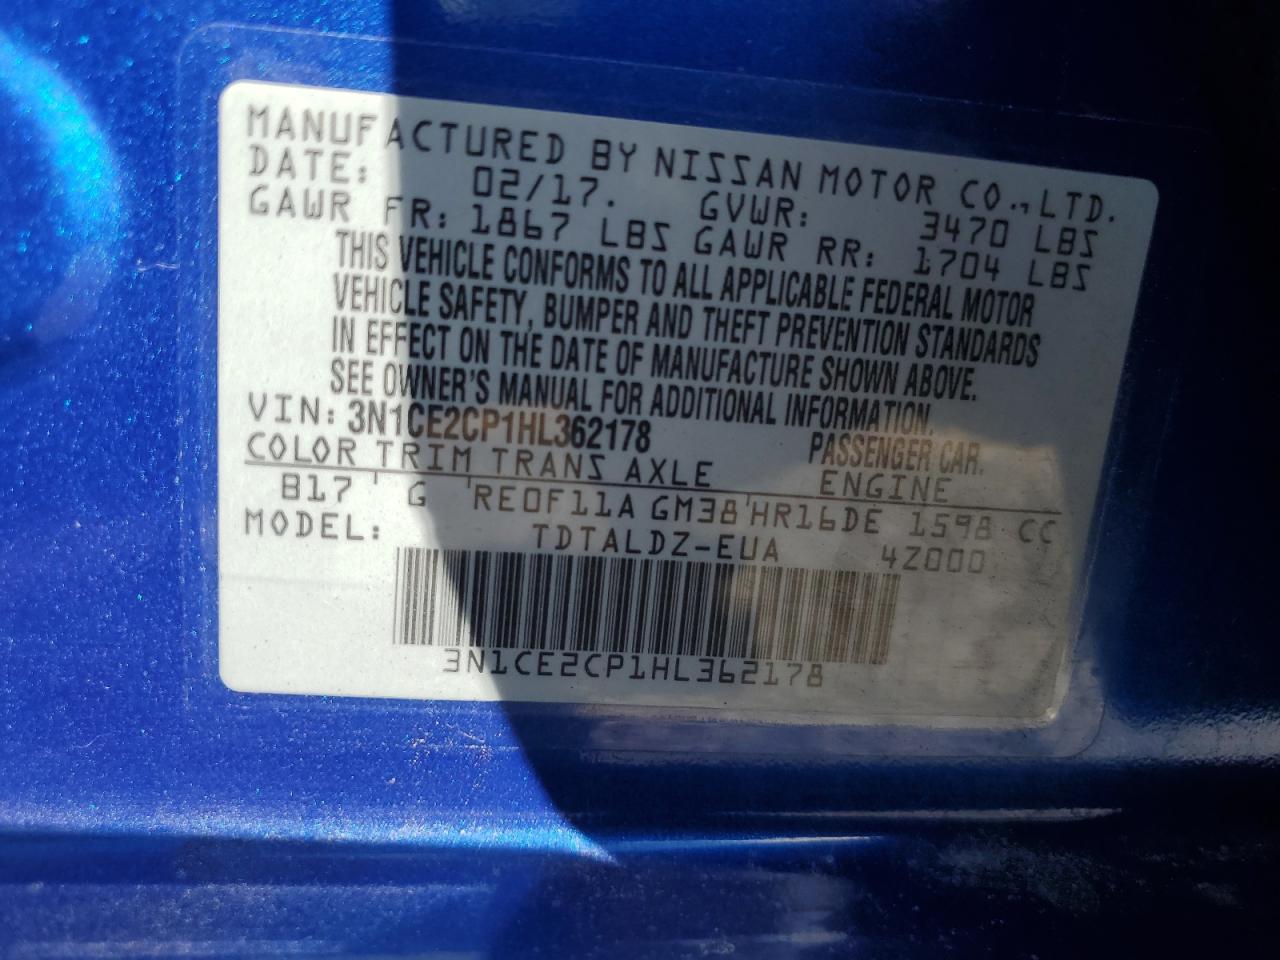 MANUFACTURED BY NISSAN MOTOR CO.,LTD.
DATE: 02/17. GVWR: 3470 LBS
GAWR FR: 1867 LBS GAWR RR: 1704 LBS
THIS VEHICLE CONFORMS TO ALL APPLICABLE FEDERAL MOTOR
VEHICLE SAFETY, BUMPER AND THEFT PREVENTION STANDARDS
IN EFFECT ON THE DATE OF MANUFACTURE SHOWN ABOVE.
SEE OWNER'S MANUAL FOR ADDITIONAL INFORMATION.
VIN: 3N1CE2CP1HL362178 PASSENGER CAR.
COLOR TRIM TRANS AXLE ENGINE
B17 G RE0F11A GM38 HR16DE 1598 CC
MODEL: TDTALDZ-EUA 4Z000
3N1CE2CP1HL362178